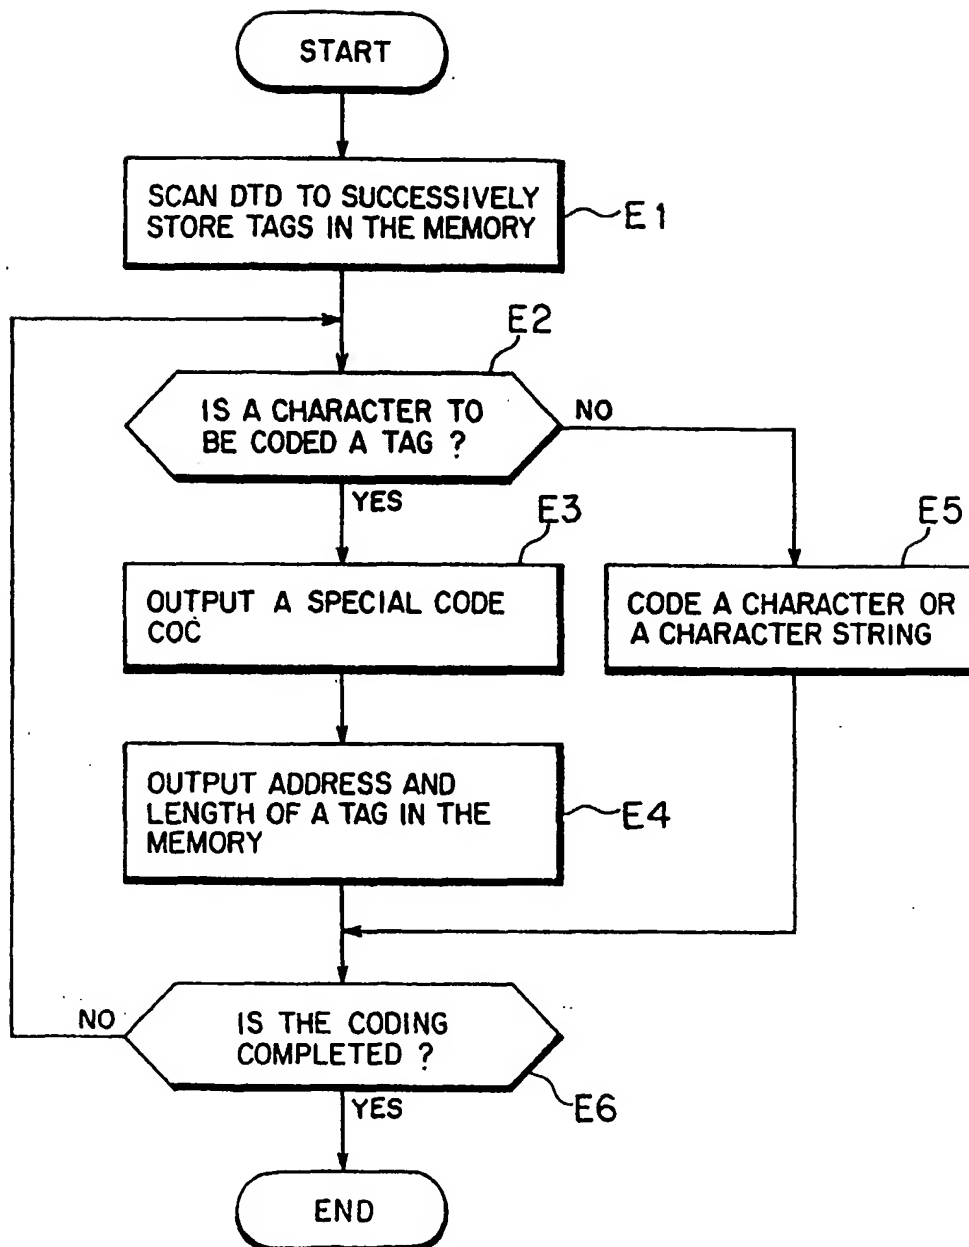 START
SCAN DTD TO SUCCESSIVELY
STORE TAGS IN THE MEMORY
E1
E2
IS A CHARACTER TO
BE CODED A TAG ?
NO
YES
E3
OUTPUT A SPECIAL CODE
COC
E5
CODE A CHARACTER OR
A CHARACTER STRING
OUTPUT ADDRESS AND
LENGTH OF A TAG IN THE
MEMORY
E4
NO
IS THE CODING
COMPLETED ?
E6
YES
END